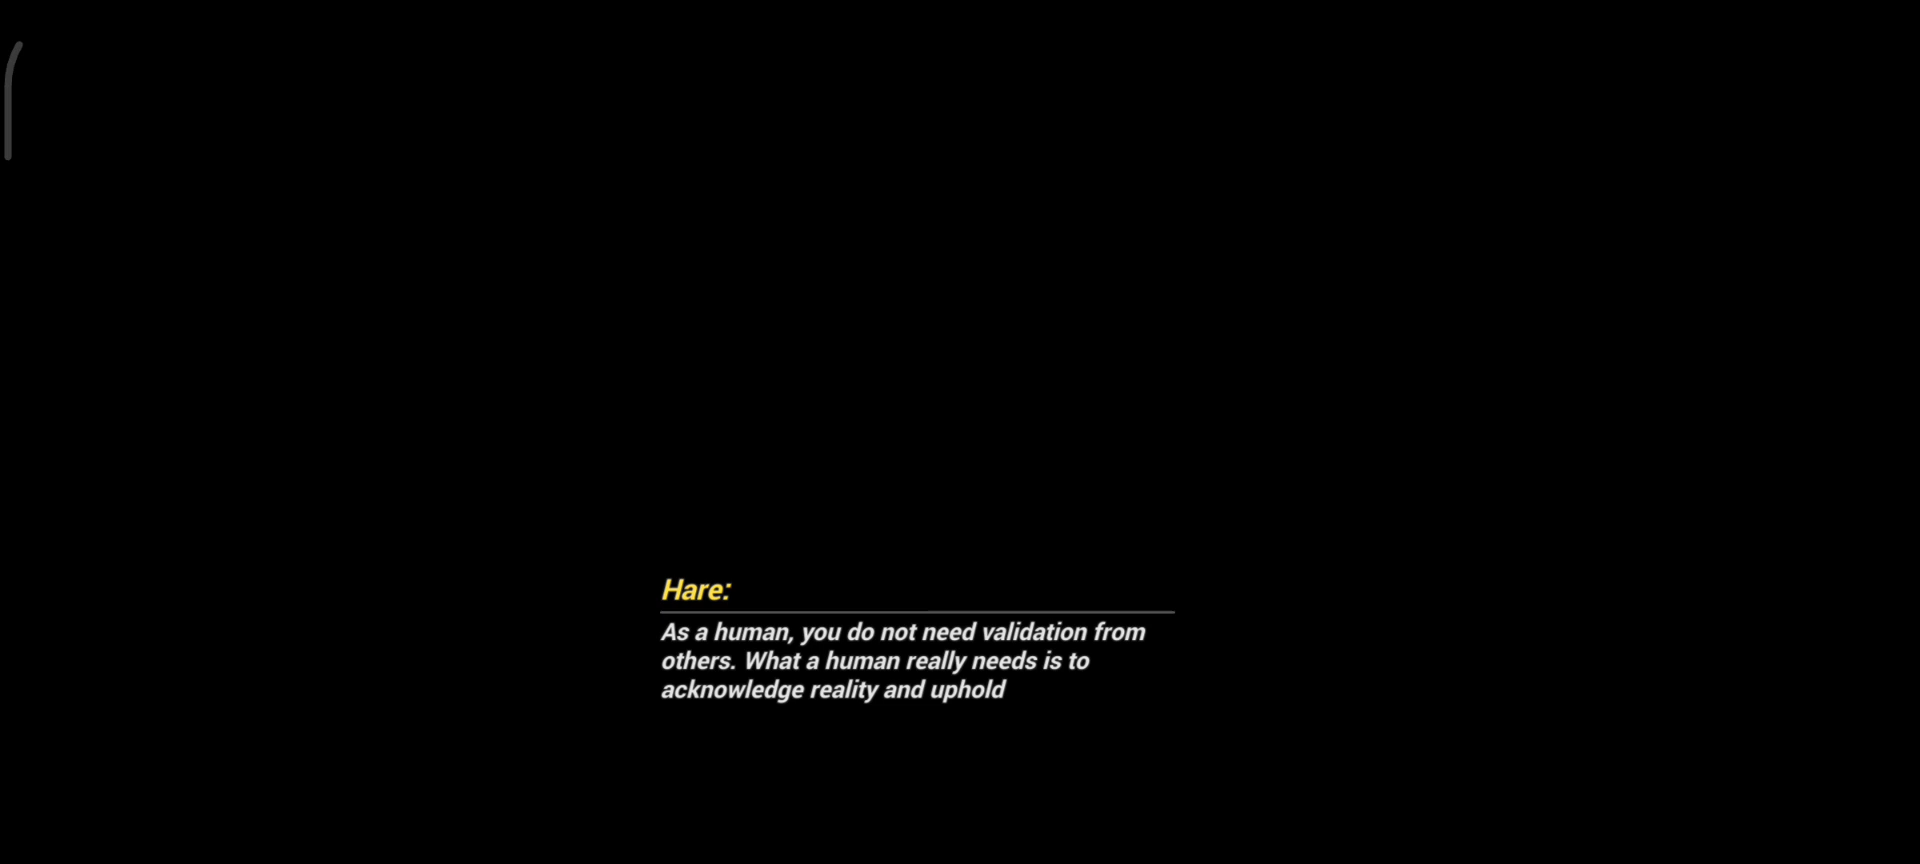 Hare:
As a human, you do not need validation from
others. What a human really needs is to
acknowledge reality and uphold